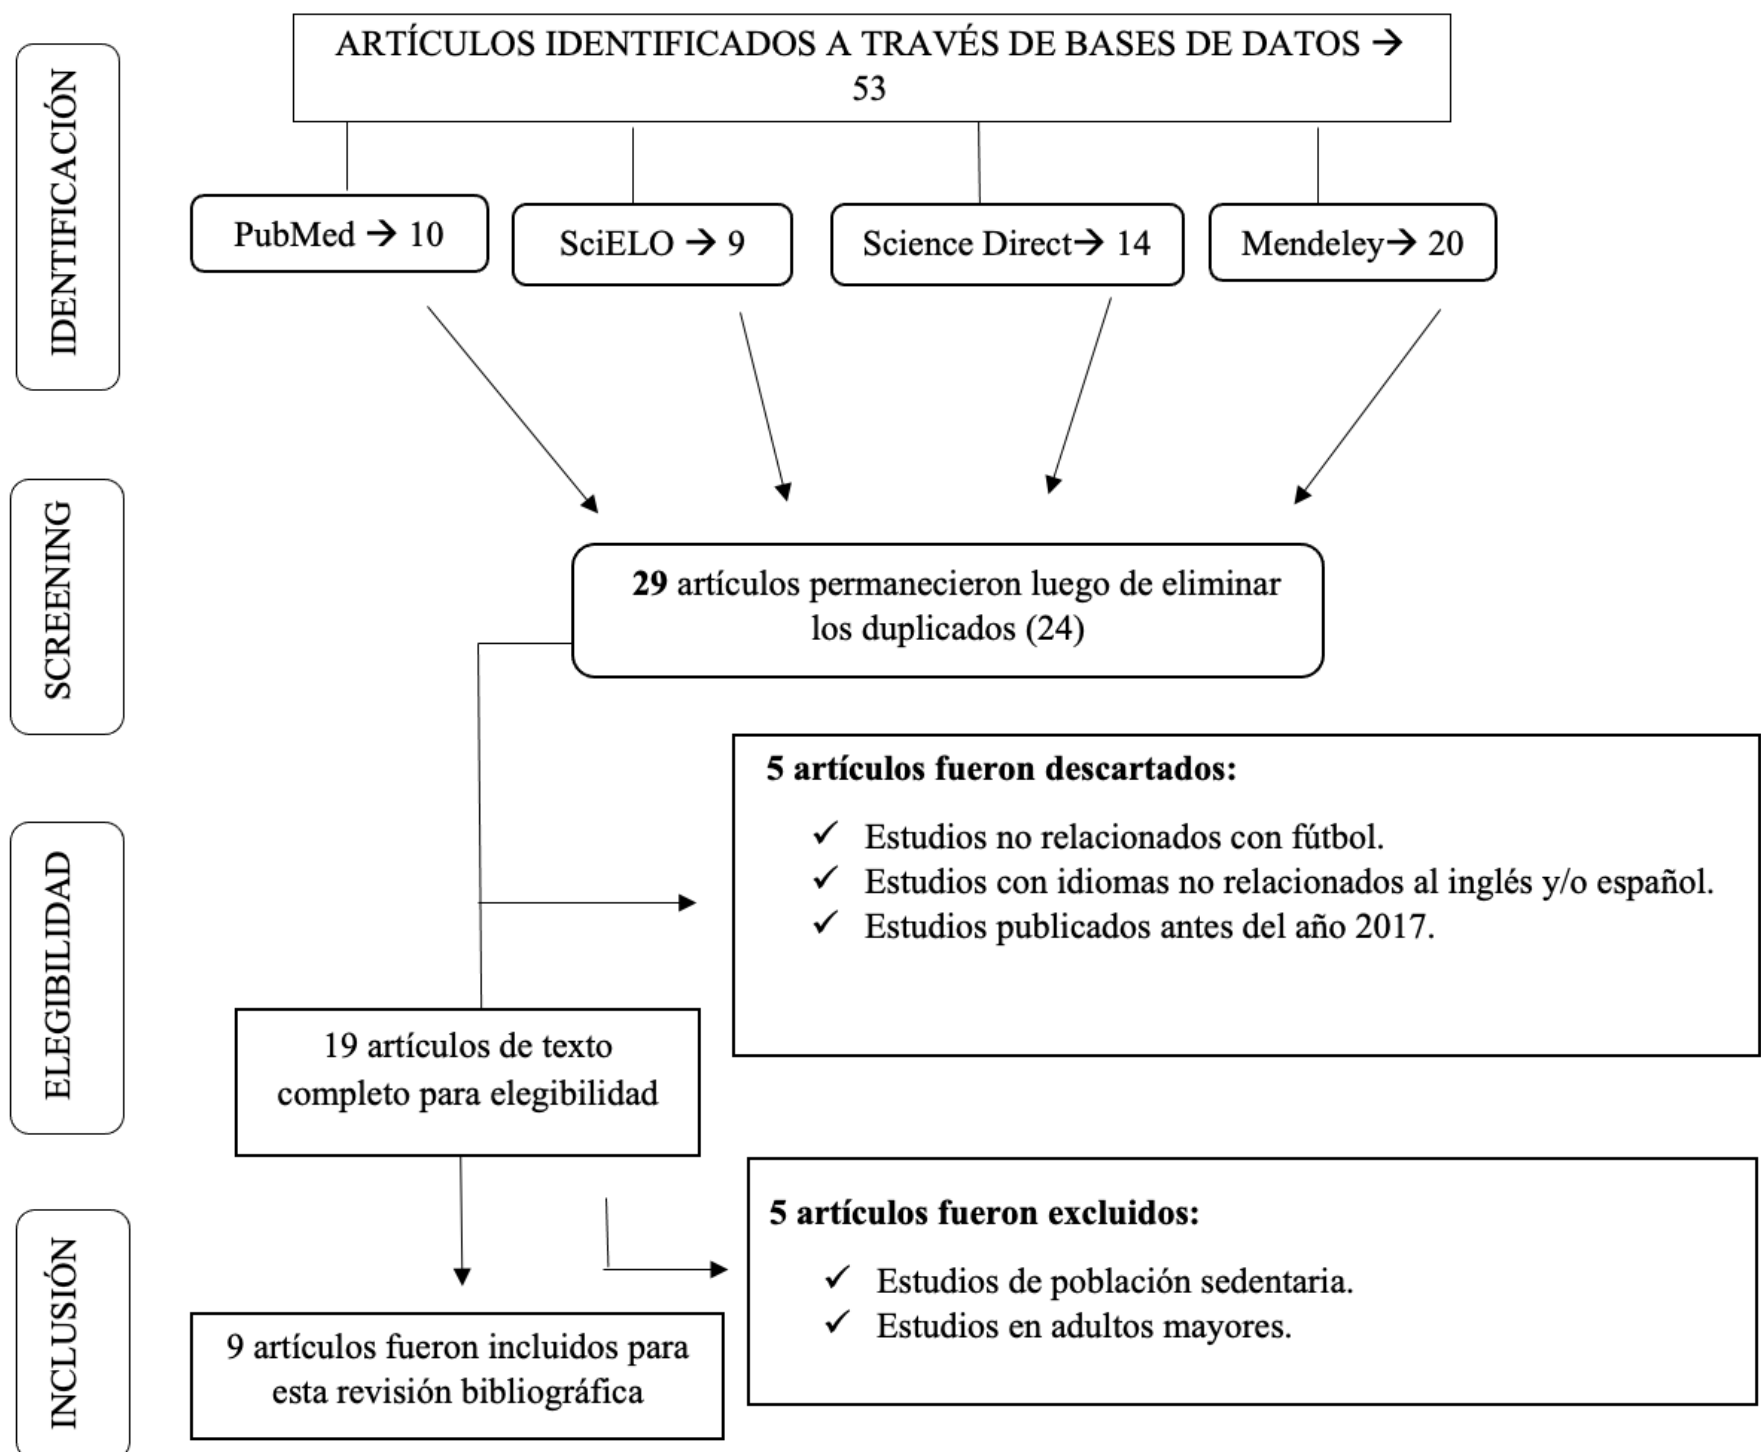 IDENTIFICACIÓN
ARTÍCULOS IDENTIFICADOS A TRAVÉS DE BASES DE DATOS →
53
PubMed → 10
SciELO → 9
Science Direct→ 14
Mendeley→ 20
SCREENING
29 artículos permanecieron luego de eliminar
los duplicados (24)
ELEGIBILIDAD
5 artículos fueron descartados:
✓ Estudios no relacionados con fútbol.
✓ Estudios con idiomas no relacionados al inglés y/o español.
✓ Estudios publicados antes del año 2017.
19 artículos de texto
completo para elegibilidad
INCLUSIÓN
5 artículos fueron excluidos:
✓ Estudios de población sedentaria.
✓ Estudios en adultos mayores.
9 artículos fueron incluidos para
esta revisión bibliográfica